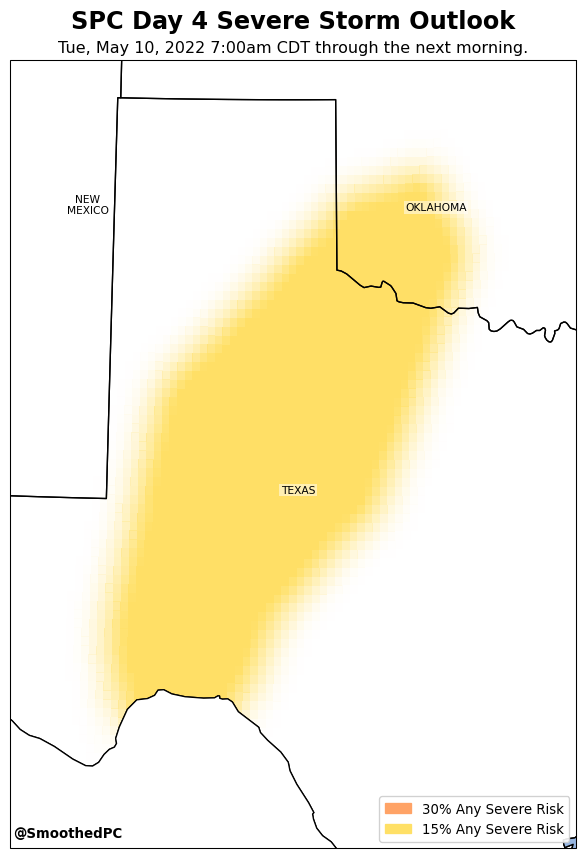 SPC Day 4 Severe Storm Outlook
Tue, May 10, 2022 7:00am CDT through the next morning.
NEW
MEXICO
OKLAHOMA
TEXAS
30% Any Severe Risk
15% Any Severe Risk
@SmoothedPC